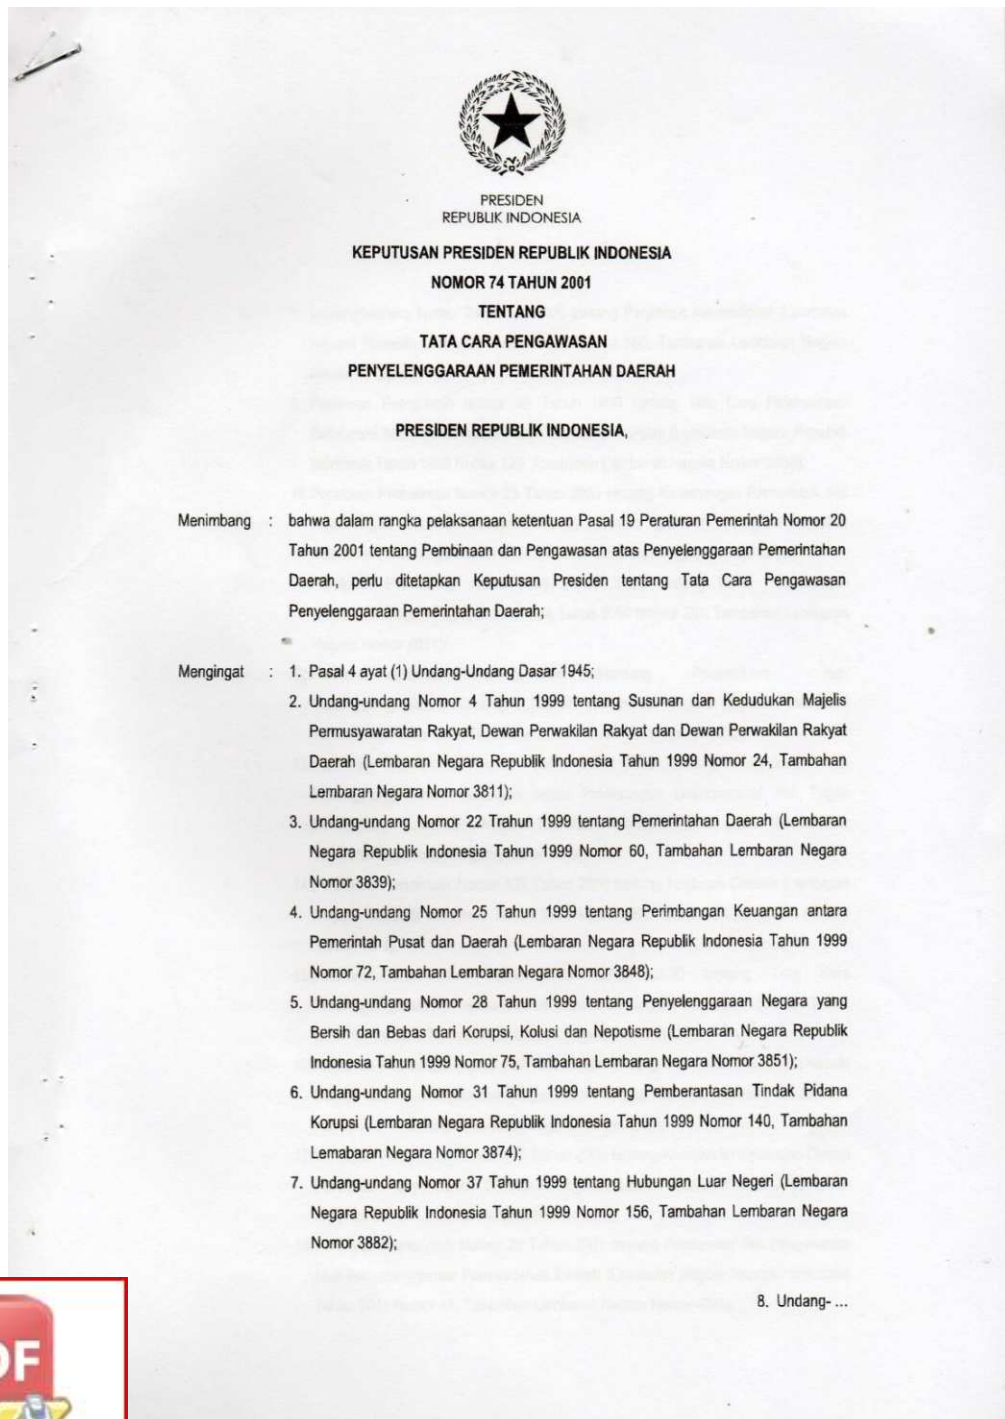 PRESIDEN
REPUBLIK INDONESIA
KEPUTUSAN PRESIDEN REPUBLIK INDONESIA
NOMOR 74 TAHUN 2001
TENTANG
TATA CARA PENGAWASAN
PENYELENGGARAAN PEMERINTAHAN DAERAH
PRESIDEN REPUBLIK INDONESIA,
Menimbang : bahwa dalam rangka pelaksanaan ketentuan Pasal 19 Peraturan Pemerintah Nomor 20
Tahun 2001 tentang Pembinaan dan Pengawasan atas Penyelenggaraan Pemerintahan
Daerah, perlu ditetapkan Keputusan Presiden tentang Tata Cara Pengawasan
Penyelenggaraan Pemerintahan Daerah;
Mengingat : 1. Pasal 4 ayat (1) Undang-Undang Dasar 1945;
2. Undang-undang Nomor 4 Tahun 1999 tentang Susunan dan Kedudukan Majelis
Permusyawaratan Rakyat, Dewan Perwakilan Rakyat dan Dewan Perwakilan Rakyat
Daerah (Lembaran Negara Republik Indonesia Tahun 1999 Nomor 24, Tambahan
Lembaran Negara Nomor 3811);
3. Undang-undang Nomor 22 Trahun 1999 tentang Pemerintahan Daerah (Lembaran
Negara Republik Indonesia Tahun 1999 Nomor 60, Tambahan Lembaran Negara
Nomor 3839);
4. Undang-undang Nomor 25 Tahun 1999 tentang Perimbangan Keuangan antara
Pemerintah Pusat dan Daerah (Lembaran Negara Republik Indonesia Tahun 1999
Nomor 72, Tambahan Lembaran Negara Nomor 3848);
5. Undang-undang Nomor 28 Tahun 1999 tentang Penyelenggaraan Negara yang
Bersih dan Bebas dari Korupsi, Kolusi dan Nepotisme (Lembaran Negara Republik
Indonesia Tahun 1999 Nomor 75, Tambahan Lembaran Negara Nomor 3851);
6. Undang-undang Nomor 31 Tahun 1999 tentang Pemberantasan Tindak Pidana
Korupsi (Lembaran Negara Republik Indonesia Tahun 1999 Nomor 140, Tambahan
Lemabaran Negara Nomor 3874);
7. Undang-undang Nomor 37 Tahun 1999 tentang Hubungan Luar Negeri (Lembaran
Negara Republik Indonesia Tahun 1999 Nomor 156, Tambahan Lembaran Negara
Nomor 3882);
8. Undang- ...
DF